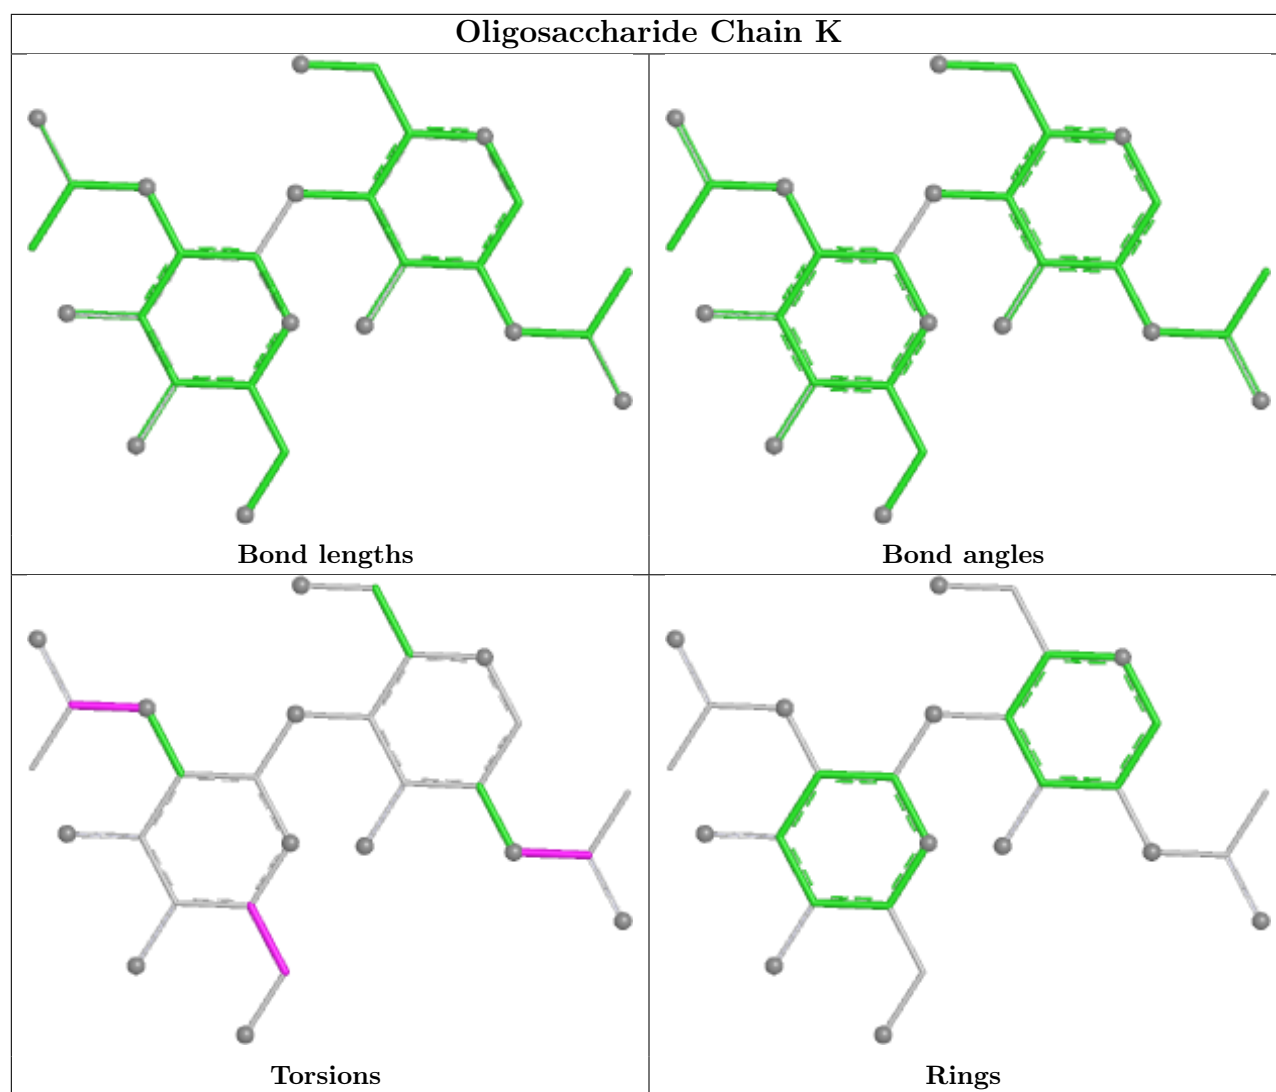 Oligosaccharide Chain K
Bond lengths
Bond angles
Torsions
Rings